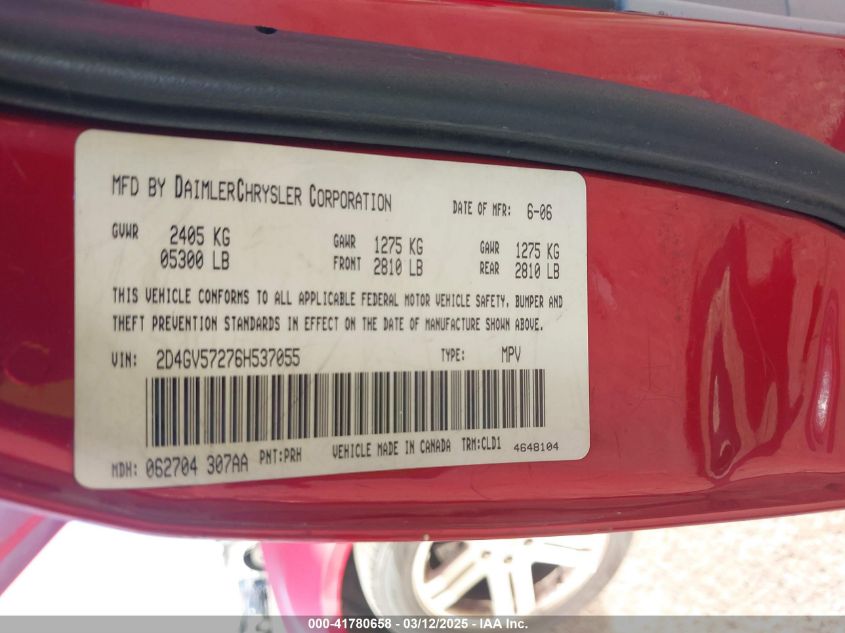 MFD BY DAIMLERCHRYSLER CORPORATION DATE OF MFR: 6-06
GVWR 2405 KG GAWR 1275 KG GAWR 1275 KG
05300 LB FRONT 2810 LB REAR 2810 LB
THIS VEHICLE CONFORMS TO ALL APPLICABLE FEDERAL MOTOR VEHICLE SAFETY, BUMPER AND
THEFT PREVENTION STANDARDS IN EFFECT ON THE DATE OF MANUFACTURE SHOWN ABOVE.
VIN: 2D4GV57276H537055 TYPE: MPV
MDH: 062704 307AA PNT:PRH VEHICLE MADE IN CANADA TRM:CLD1 4648104
000-41780658 - 03/12/2025 - IAA Inc.